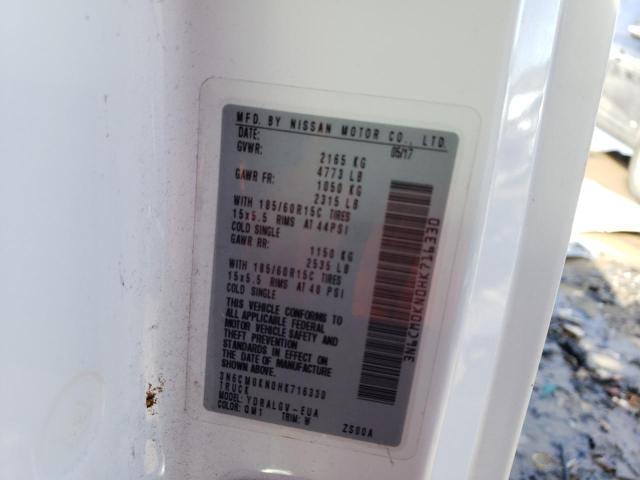 MFD. BY NISSAN MOTOR CO., LTD.
DATE: 05/17
GVWR: 2165 KG
4773 LB
GAWR FR: 1050 KG
2315 LB
WITH 185/60R15C TIRES
15x5.5 RIMS AT 44PSI
COLD SINGLE
GAWR RR: 1150 KG
2535 LB
WITH 185/60R15C TIRES
15x5.5 RIMS AT 48 PSI
COLD SINGLE
THIS VEHICLE CONFORMS TO
ALL APPLICABLE FEDERAL
MOTOR VEHICLE SAFETY AND
THEFT PREVENTION
STANDARDS IN EFFECT ON
THE DATE OF MANUFACTURE
SHOWN ABOVE.
3N6CM0KN0HK716330
TRUCK
MODEL: YDRALGV-EUA
COLOR: QM1 TRIM: W
ZS00A
3N6CM0KN0HK716330